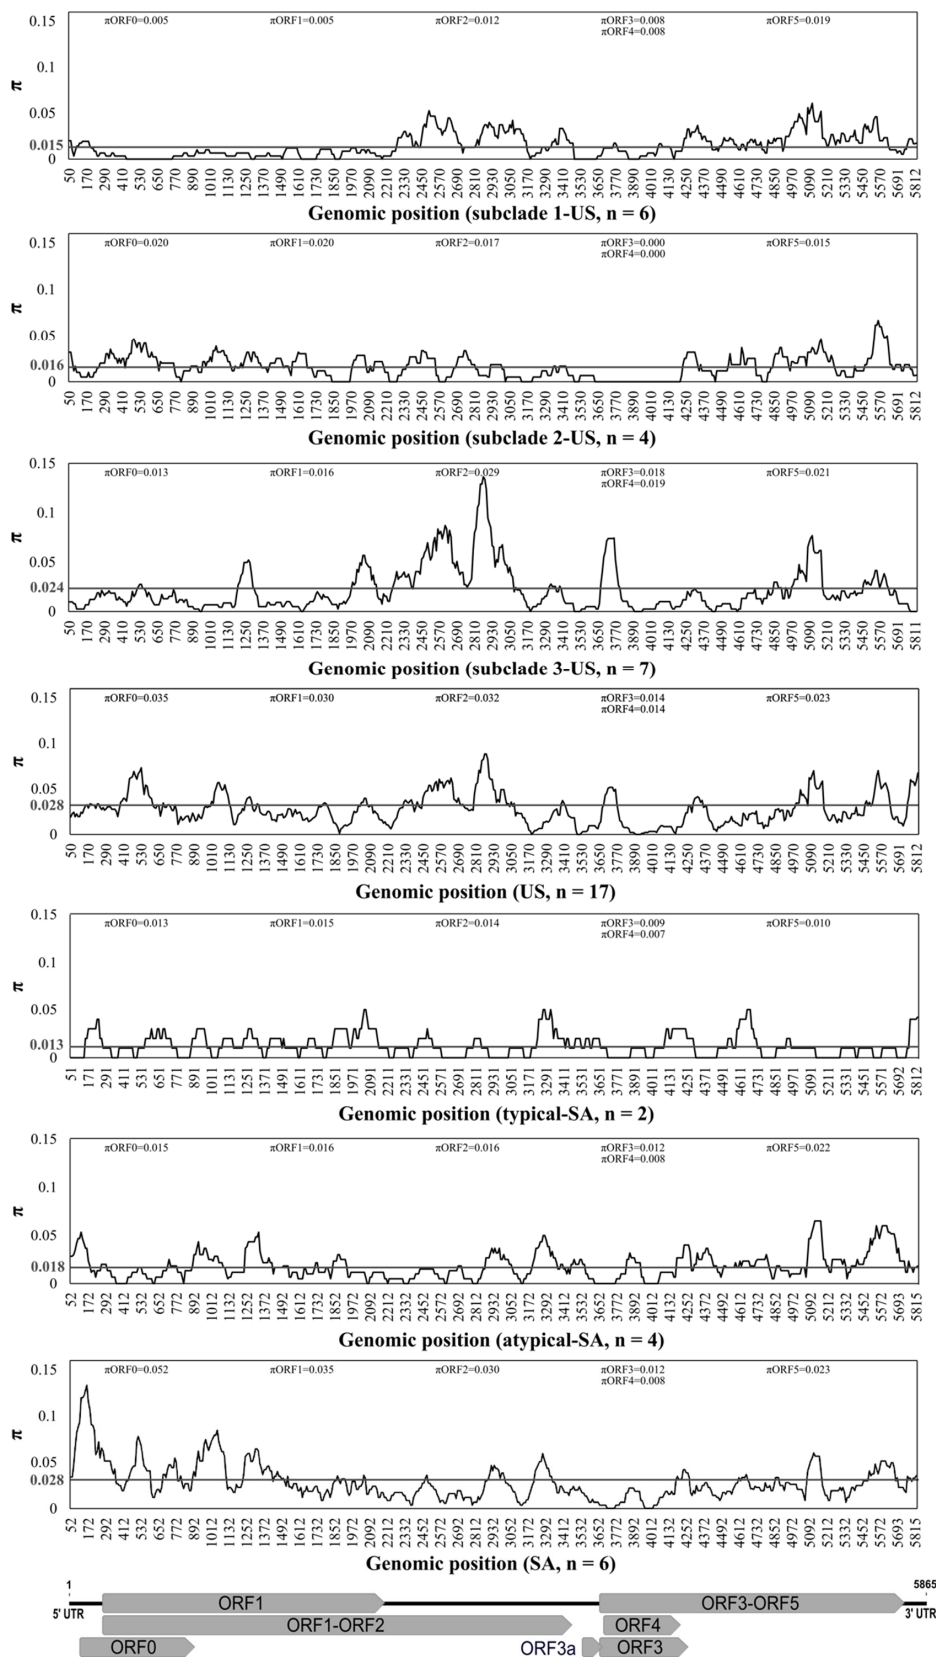 0.15 πORF0=0.005 πORF1=0.005 πORF2=0.012 πORF3=0.008 πORF5=0.019
πORF4=0.008
0.1
π
0.05
0.015
0
50 170 290 410 530 650 770 890 1010 1130 1250 1370 1490 1610 1730 1850 1970 2090 2210 2330 2450 2570 2690 2810 2930 3050 3170 3290 3410 3530 3650 3770 3890 4010 4130 4250 4370 4490 4610 4730 4850 4970 5090 5210 5330 5450 5570 5691 5812
Genomic position (subclade 1-US, n = 6)
0.15 πORF0=0.020 πORF1=0.020 πORF2=0.017 πORF3=0.000 πORF5=0.015
πORF4=0.000
0.1
π
0.05
0.016
0
50 170 290 410 530 650 770 890 1010 1130 1250 1370 1490 1610 1730 1850 1970 2090 2210 2330 2450 2570 2690 2810 2930 3050 3170 3290 3410 3530 3650 3770 3890 4010 4130 4250 4370 4490 4610 4730 4850 4970 5090 5210 5330 5450 5570 5691 5812
Genomic position (subclade 2-US, n = 4)
0.15 πORF0=0.013 πORF1=0.016 πORF2=0.029 πORF3=0.018 πORF5=0.021
πORF4=0.019
0.1
π
0.05
0.024
0
50 170 290 410 530 650 770 890 1010 1130 1250 1370 1490 1610 1730 1850 1970 2090 2210 2330 2450 2570 2690 2810 2930 3050 3170 3290 3410 3530 3650 3770 3890 4010 4130 4250 4370 4490 4610 4730 4850 4970 5090 5210 5330 5450 5570 5691 5811
Genomic position (subclade 3-US, n = 7)
0.15 πORF0=0.035 πORF1=0.030 πORF2=0.032 πORF3=0.014 πORF5=0.023
πORF4=0.014
0.1
π
0.05
0.028
0
50 170 290 410 530 650 770 890 1010 1130 1250 1370 1490 1610 1730 1850 1970 2090 2210 2330 2450 2570 2690 2810 2930 3050 3170 3290 3410 3530 3650 3770 3890 4010 4130 4250 4370 4490 4610 4730 4850 4970 5090 5210 5330 5450 5570 5691 5812
Genomic position (US, n = 17)
0.15 πORF0=0.013 πORF1=0.015 πORF2=0.014 πORF3=0.009 πORF5=0.010
πORF4=0.007
0.1
π
0.05
0.013
0
51 171 291 411 531 651 771 891 1011 1131 1251 1371 1491 1611 1731 1851 1971 2091 2211 2331 2451 2571 2691 2811 2931 3051 3171 3291 3411 3531 3651 3771 3891 4011 4131 4251 4371 4491 4611 4731 4851 4971 5091 5211 5331 5451 5571 5692 5812
Genomic position (typical-SA, n = 2)
0.15 πORF0=0.015 πORF1=0.016 πORF2=0.016 πORF3=0.012 πORF5=0.022
πORF4=0.008
0.1
π
0.05
0.018
0
52 172 292 412 532 652 772 892 1012 1132 1252 1372 1492 1612 1732 1852 1972 2092 2212 2332 2452 2572 2692 2812 2932 3052 3172 3292 3412 3532 3652 3772 3892 4012 4132 4252 4372 4492 4612 4732 4852 4972 5092 5212 5332 5452 5572 5693 5815
Genomic position (atypical-SA, n = 4)
0.15 πORF0=0.052 πORF1=0.035 πORF2=0.030 πORF3=0.012 πORF5=0.023
πORF4=0.008
0.1
π
0.05
0.028
0
52 172 292 412 532 652 772 892 1012 1132 1252 1372 1492 1612 1732 1852 1972 2092 2212 2332 2452 2572 2692 2812 2932 3052 3172 3292 3412 3532 3652 3772 3892 4012 4132 4252 4372 4492 4612 4732 4852 4972 5092 5212 5332 5452 5572 5693 5815
Genomic position (SA, n = 6)
1 5865
5' UTR ORF1 ORF3-ORF5 3' UTR
ORF1-ORF2 ORF4
ORF0 ORF3a ORF3